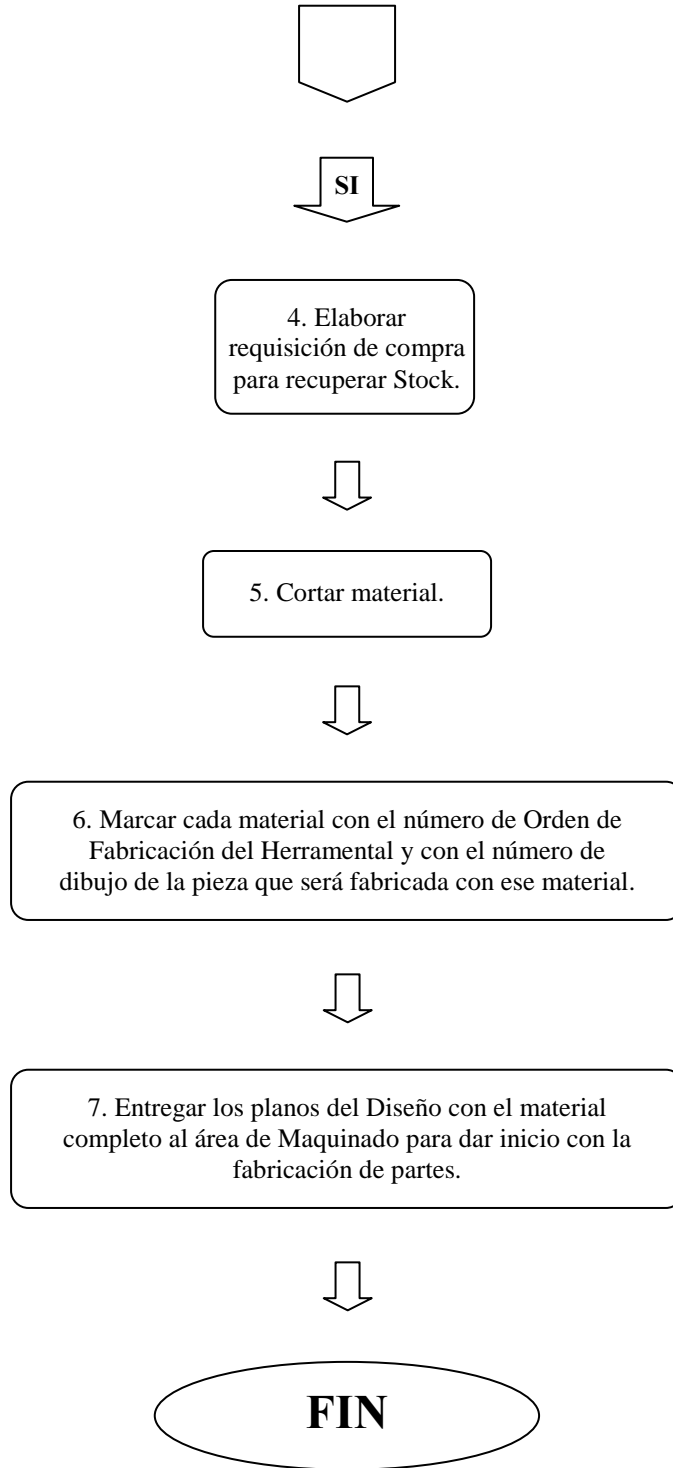 SI
4. Elaborar
requisición de compra
para recuperar Stock.
5. Cortar material.
6. Marcar cada material con el número de Orden de
Fabricación del Herramental y con el número de
dibujo de la pieza que será fabricada con ese material.
7. Entregar los planos del Diseño con el material
completo al área de Maquinado para dar inicio con la
fabricación de partes.
FIN